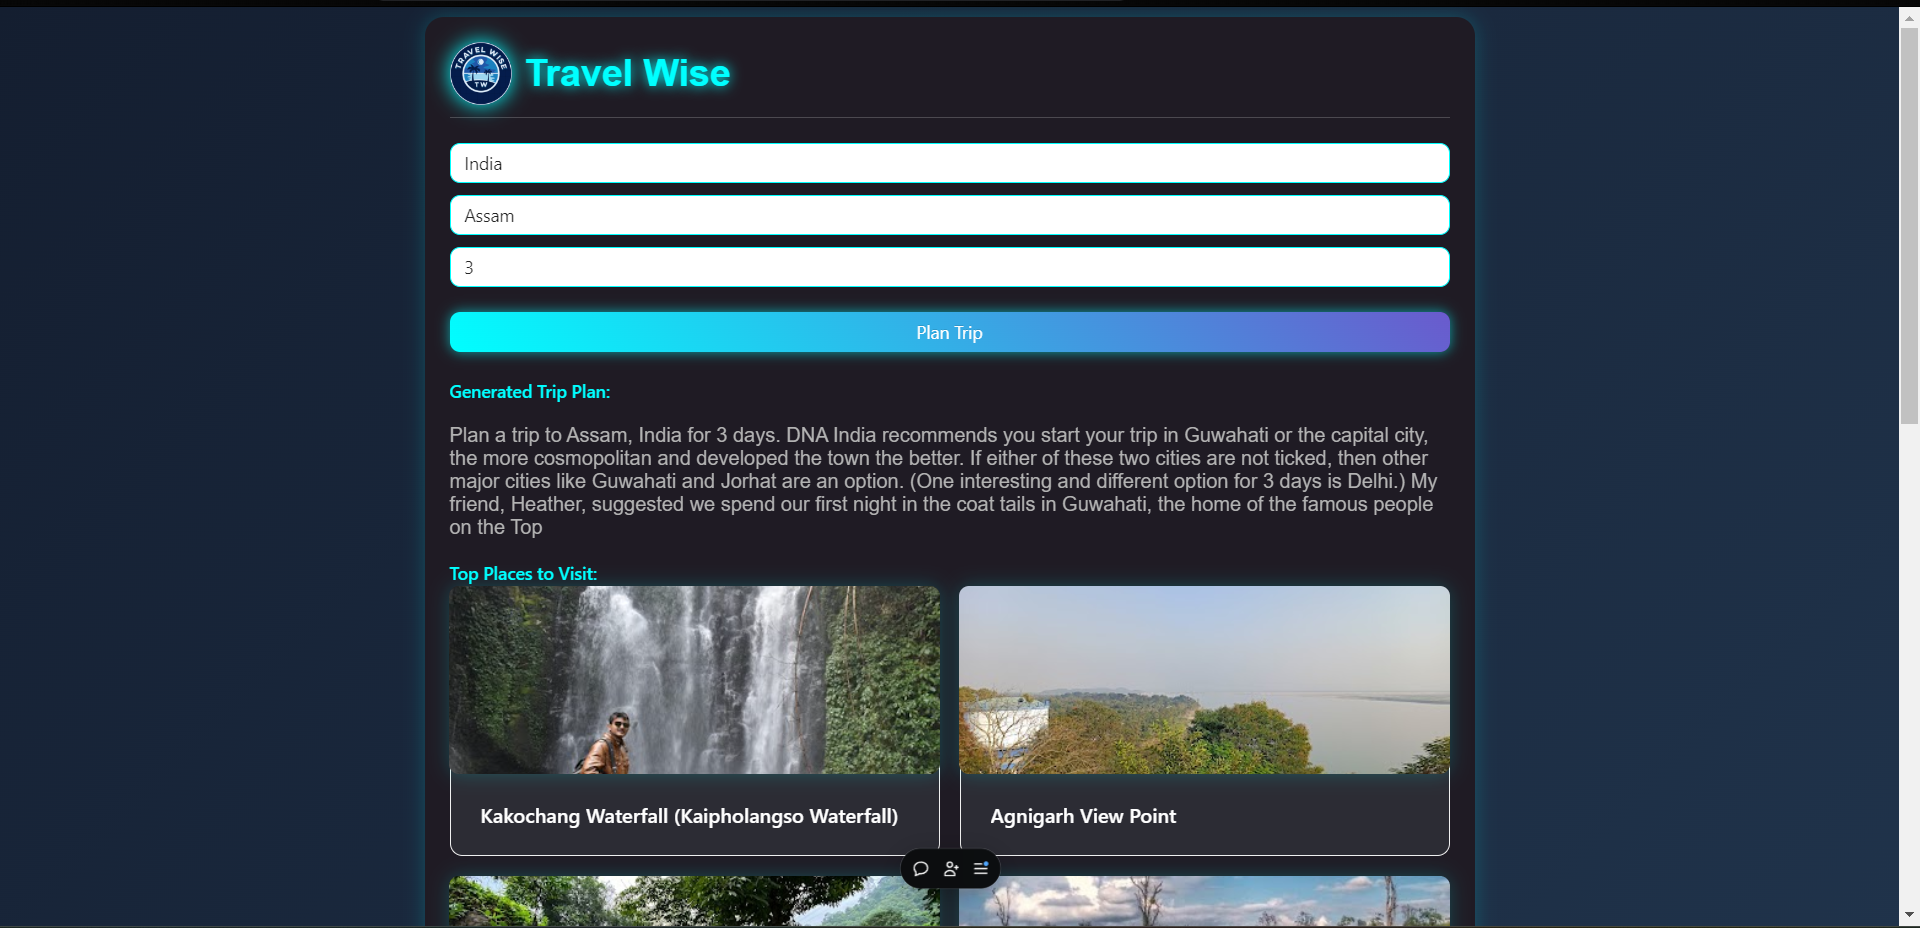 TRAVEL WISE
TW
Travel Wise
India
Assam
3
Plan Trip
Generated Trip Plan:
Plan a trip to Assam, India for 3 days. DNA India recommends you start your trip in Guwahati or the capital city,
the more cosmopolitan and developed the town the better. If either of these two cities are not ticked, then other
major cities like Guwahati and Jorhat are an option. (One interesting and different option for 3 days is Delhi.) My
friend, Heather, suggested we spend our first night in the coat tails in Guwahati, the home of the famous people
on the Top
Top Places to Visit:
Kakochang Waterfall (Kaipholangso Waterfall)
Agnigarh View Point